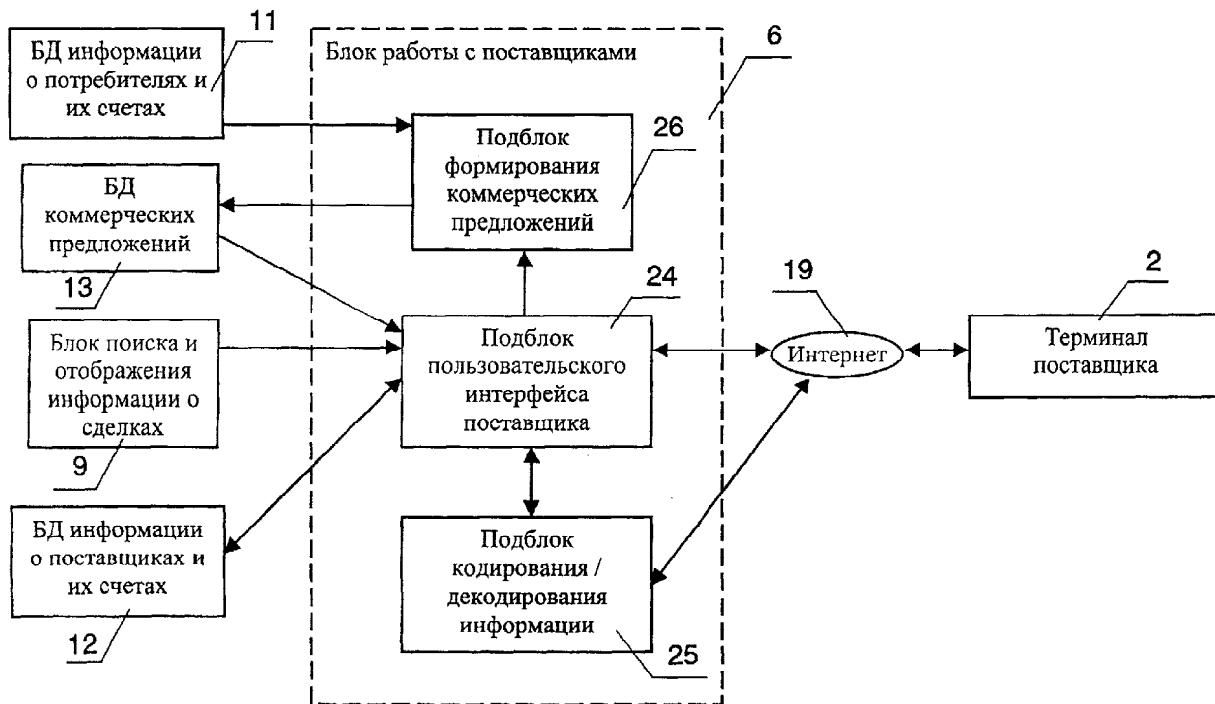 11
БД информации
о потребителях и
их счетах
Блок работы с поставщиками
6
Подблок
формирования
коммерческих
предложений
26
БД
коммерческих
предложений
13
24
19
2
Блок поиска и
отображения
информации о
сделках
9
Подблок
пользовательского
интерфейса
поставщика
Интернет
Терминал
поставщика
БД информации
о поставщиках и
их счетах
12
Подблок
кодирования /
декодирования
информации
25